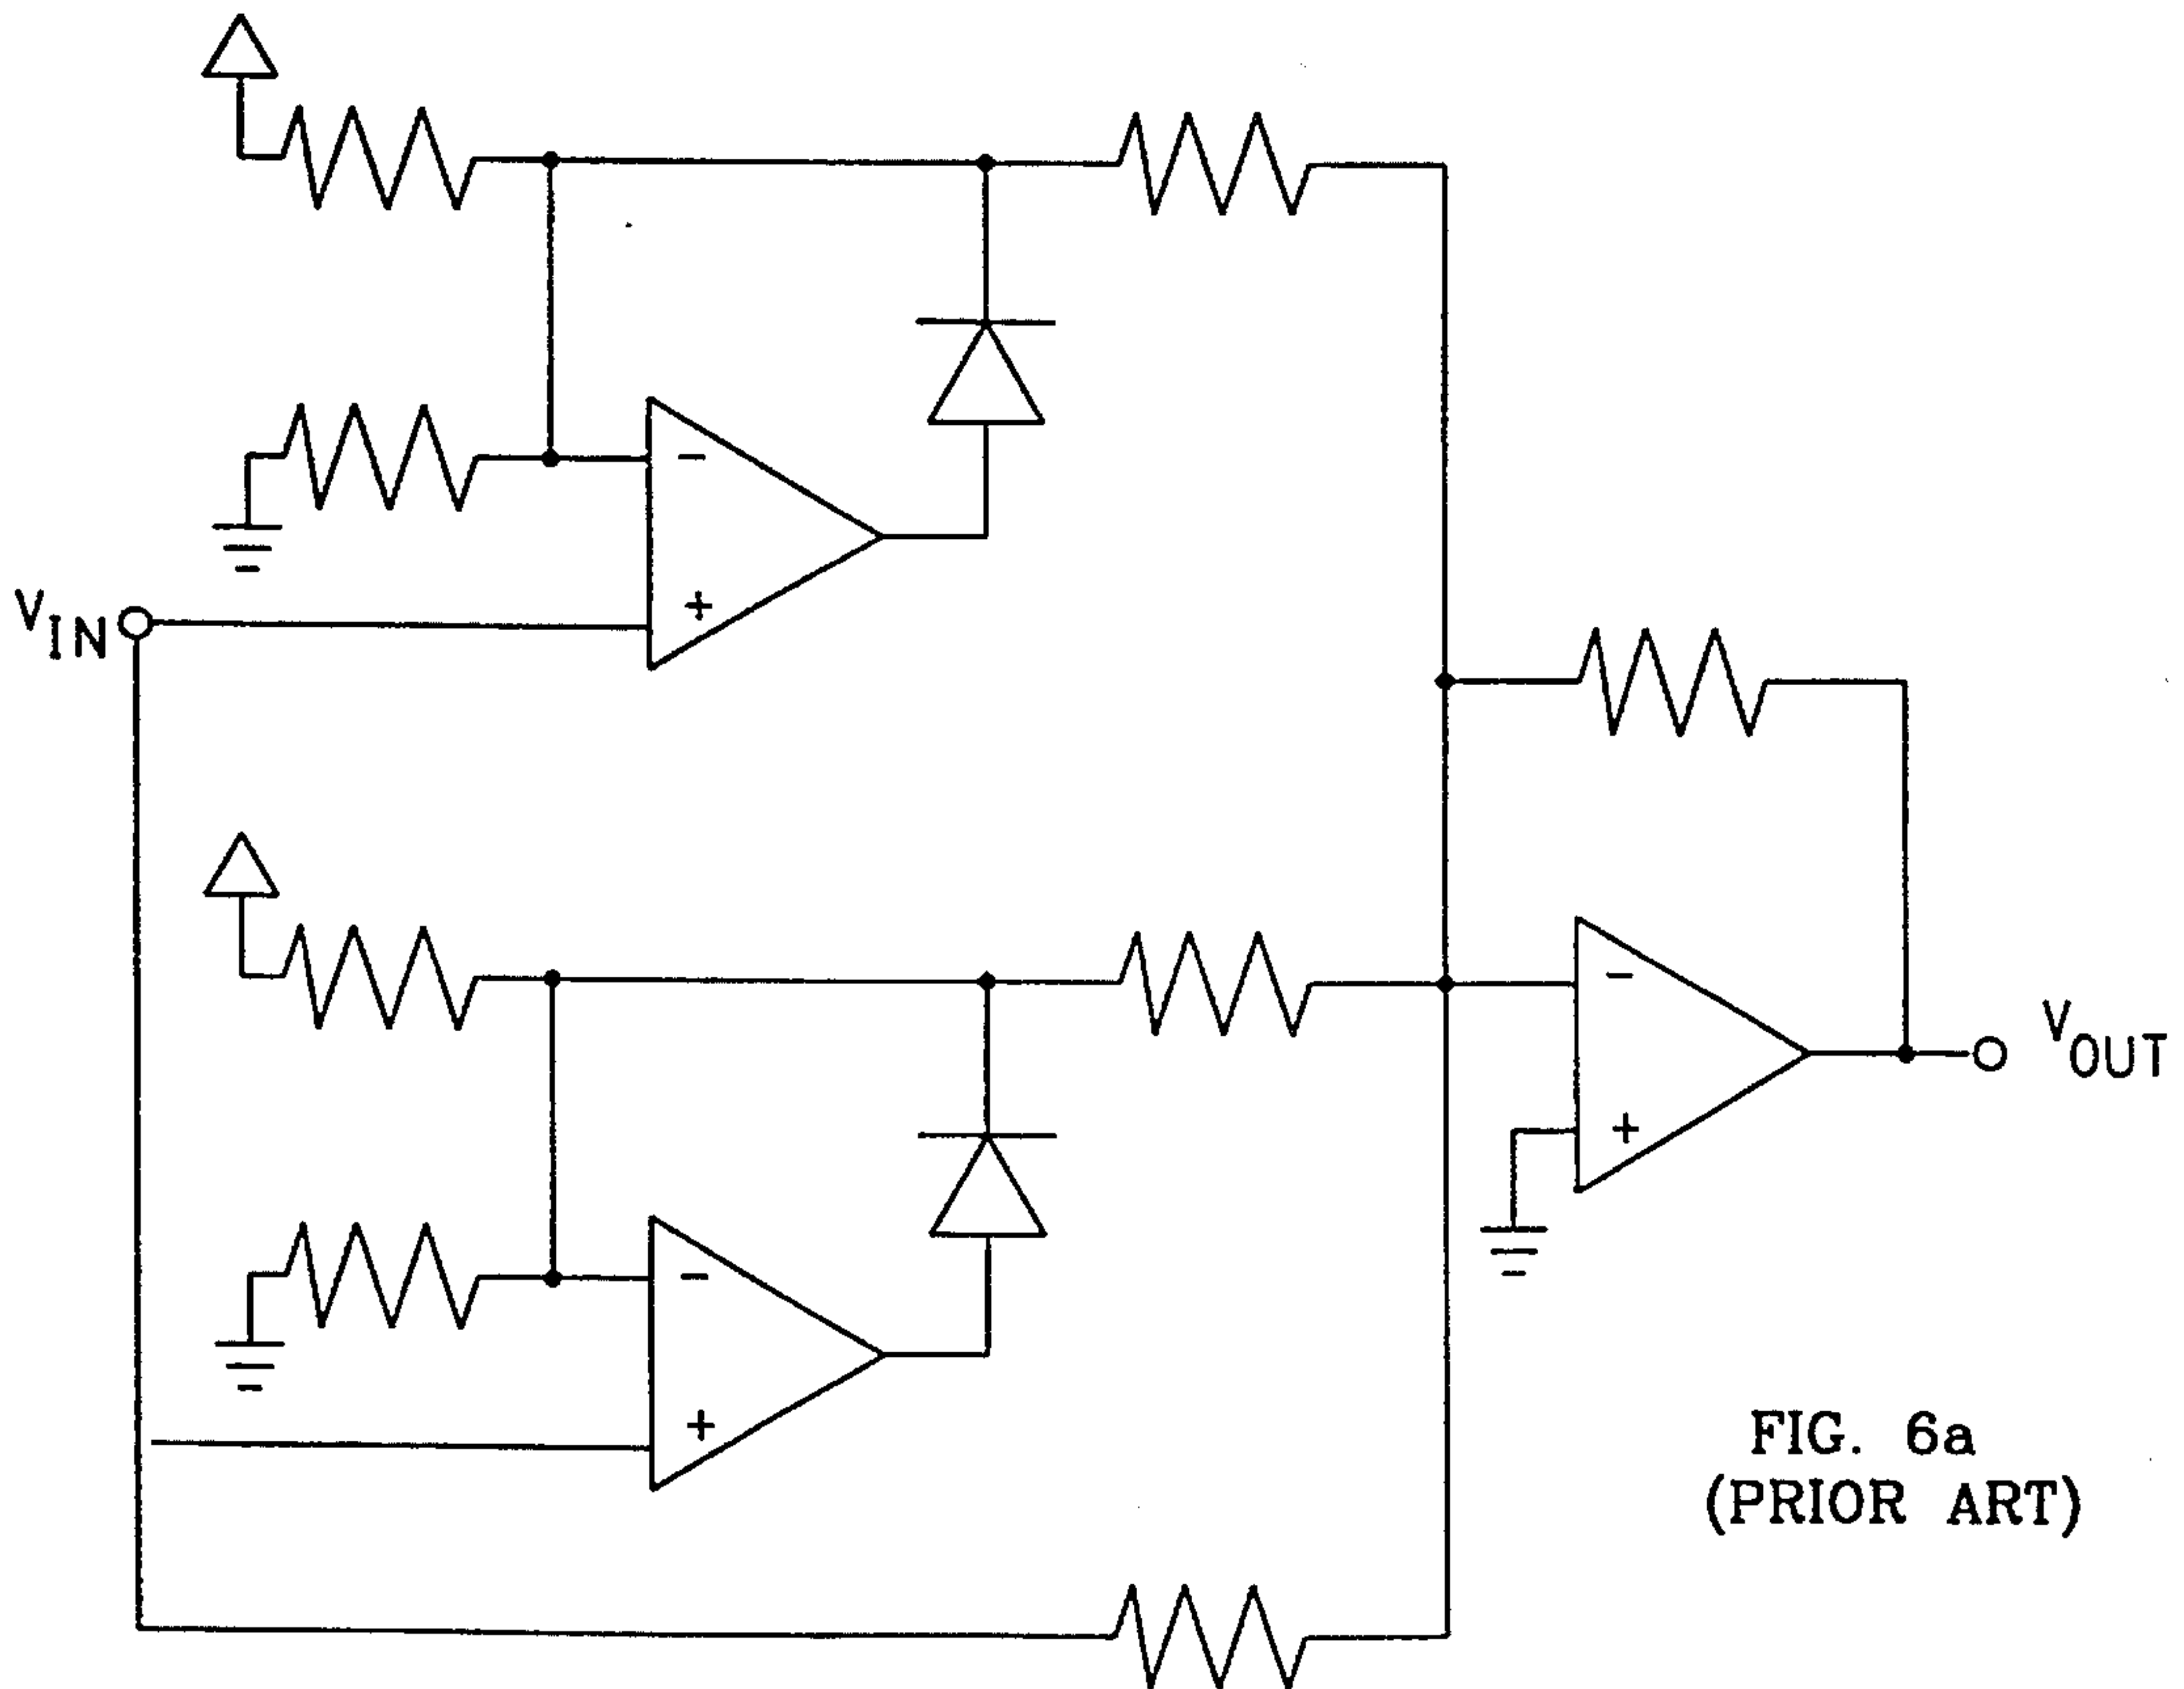 −
+
VIN
−
+
VOUT
−
+
FIG. 6a
(PRIOR ART)